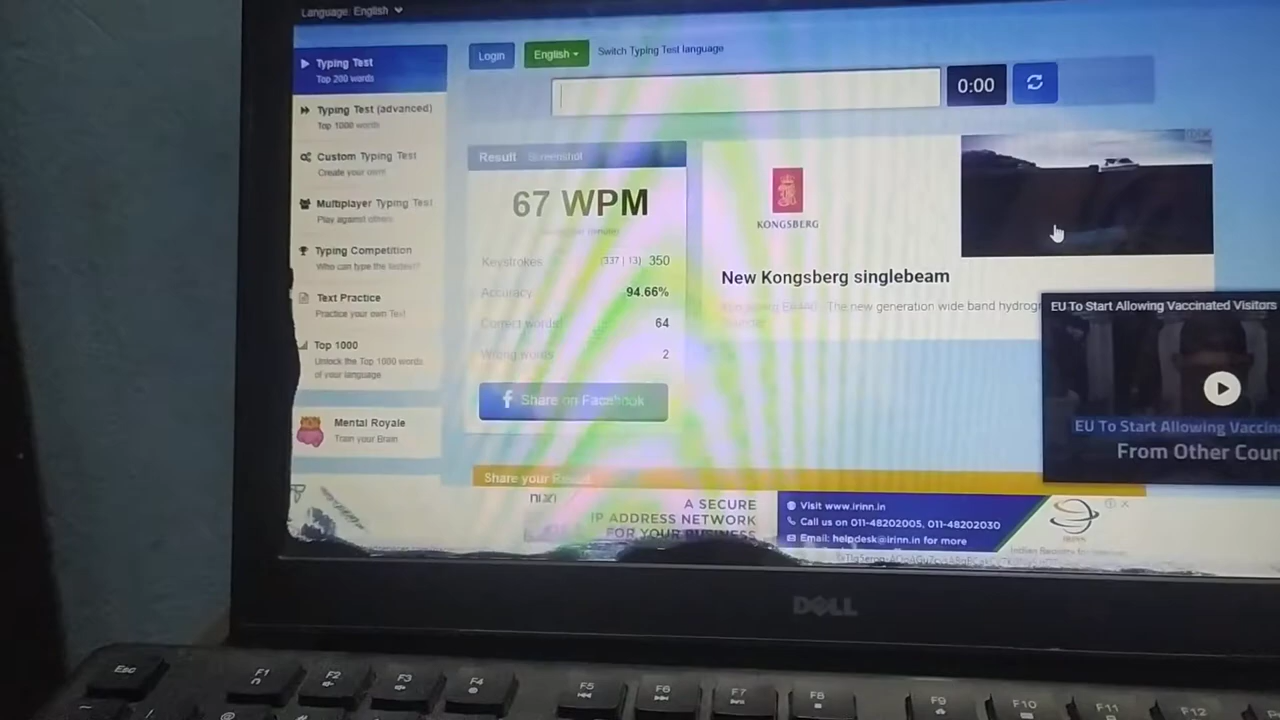 Language: English
Typing Test
Top 200 words
Typing Test (advanced)
Top 1000 words
Custom Typing Test
Create your own!
Multiplayer Typing Test
Play against others
Typing Competition
Who can type the fastest?
Text Practice
Practice your own Text
Top 1000
Unlock the Top 1000 words
of your language
Mental Royale
Train your Brain
Login
English
Switch Typing Test language
0:00
Result Screenshot
67 WPM
Keystrokes (337 | 13) 350
Accuracy 94.66%
Correct words 64
Wrong words 2
Share on Facebook
KONGSBERG
New Kongsberg singlebeam
The new generation wide band hydrogr
EU To Start Allowing Vaccinated Visitors
EU To Start Allowing Vaccina
From Other Cour
Share your Result
nixi
A SECURE
IP ADDRESS NETWORK
FOR YOUR BUSINESS
Visit www.irinn.in
Call us on 011-48202005, 011-48202030
Email: helpdesk@irinn.in for more
DELL
Esc
F1
F2
F3
F4
F5
F6
F7
F8
F9
F10
F11
F12